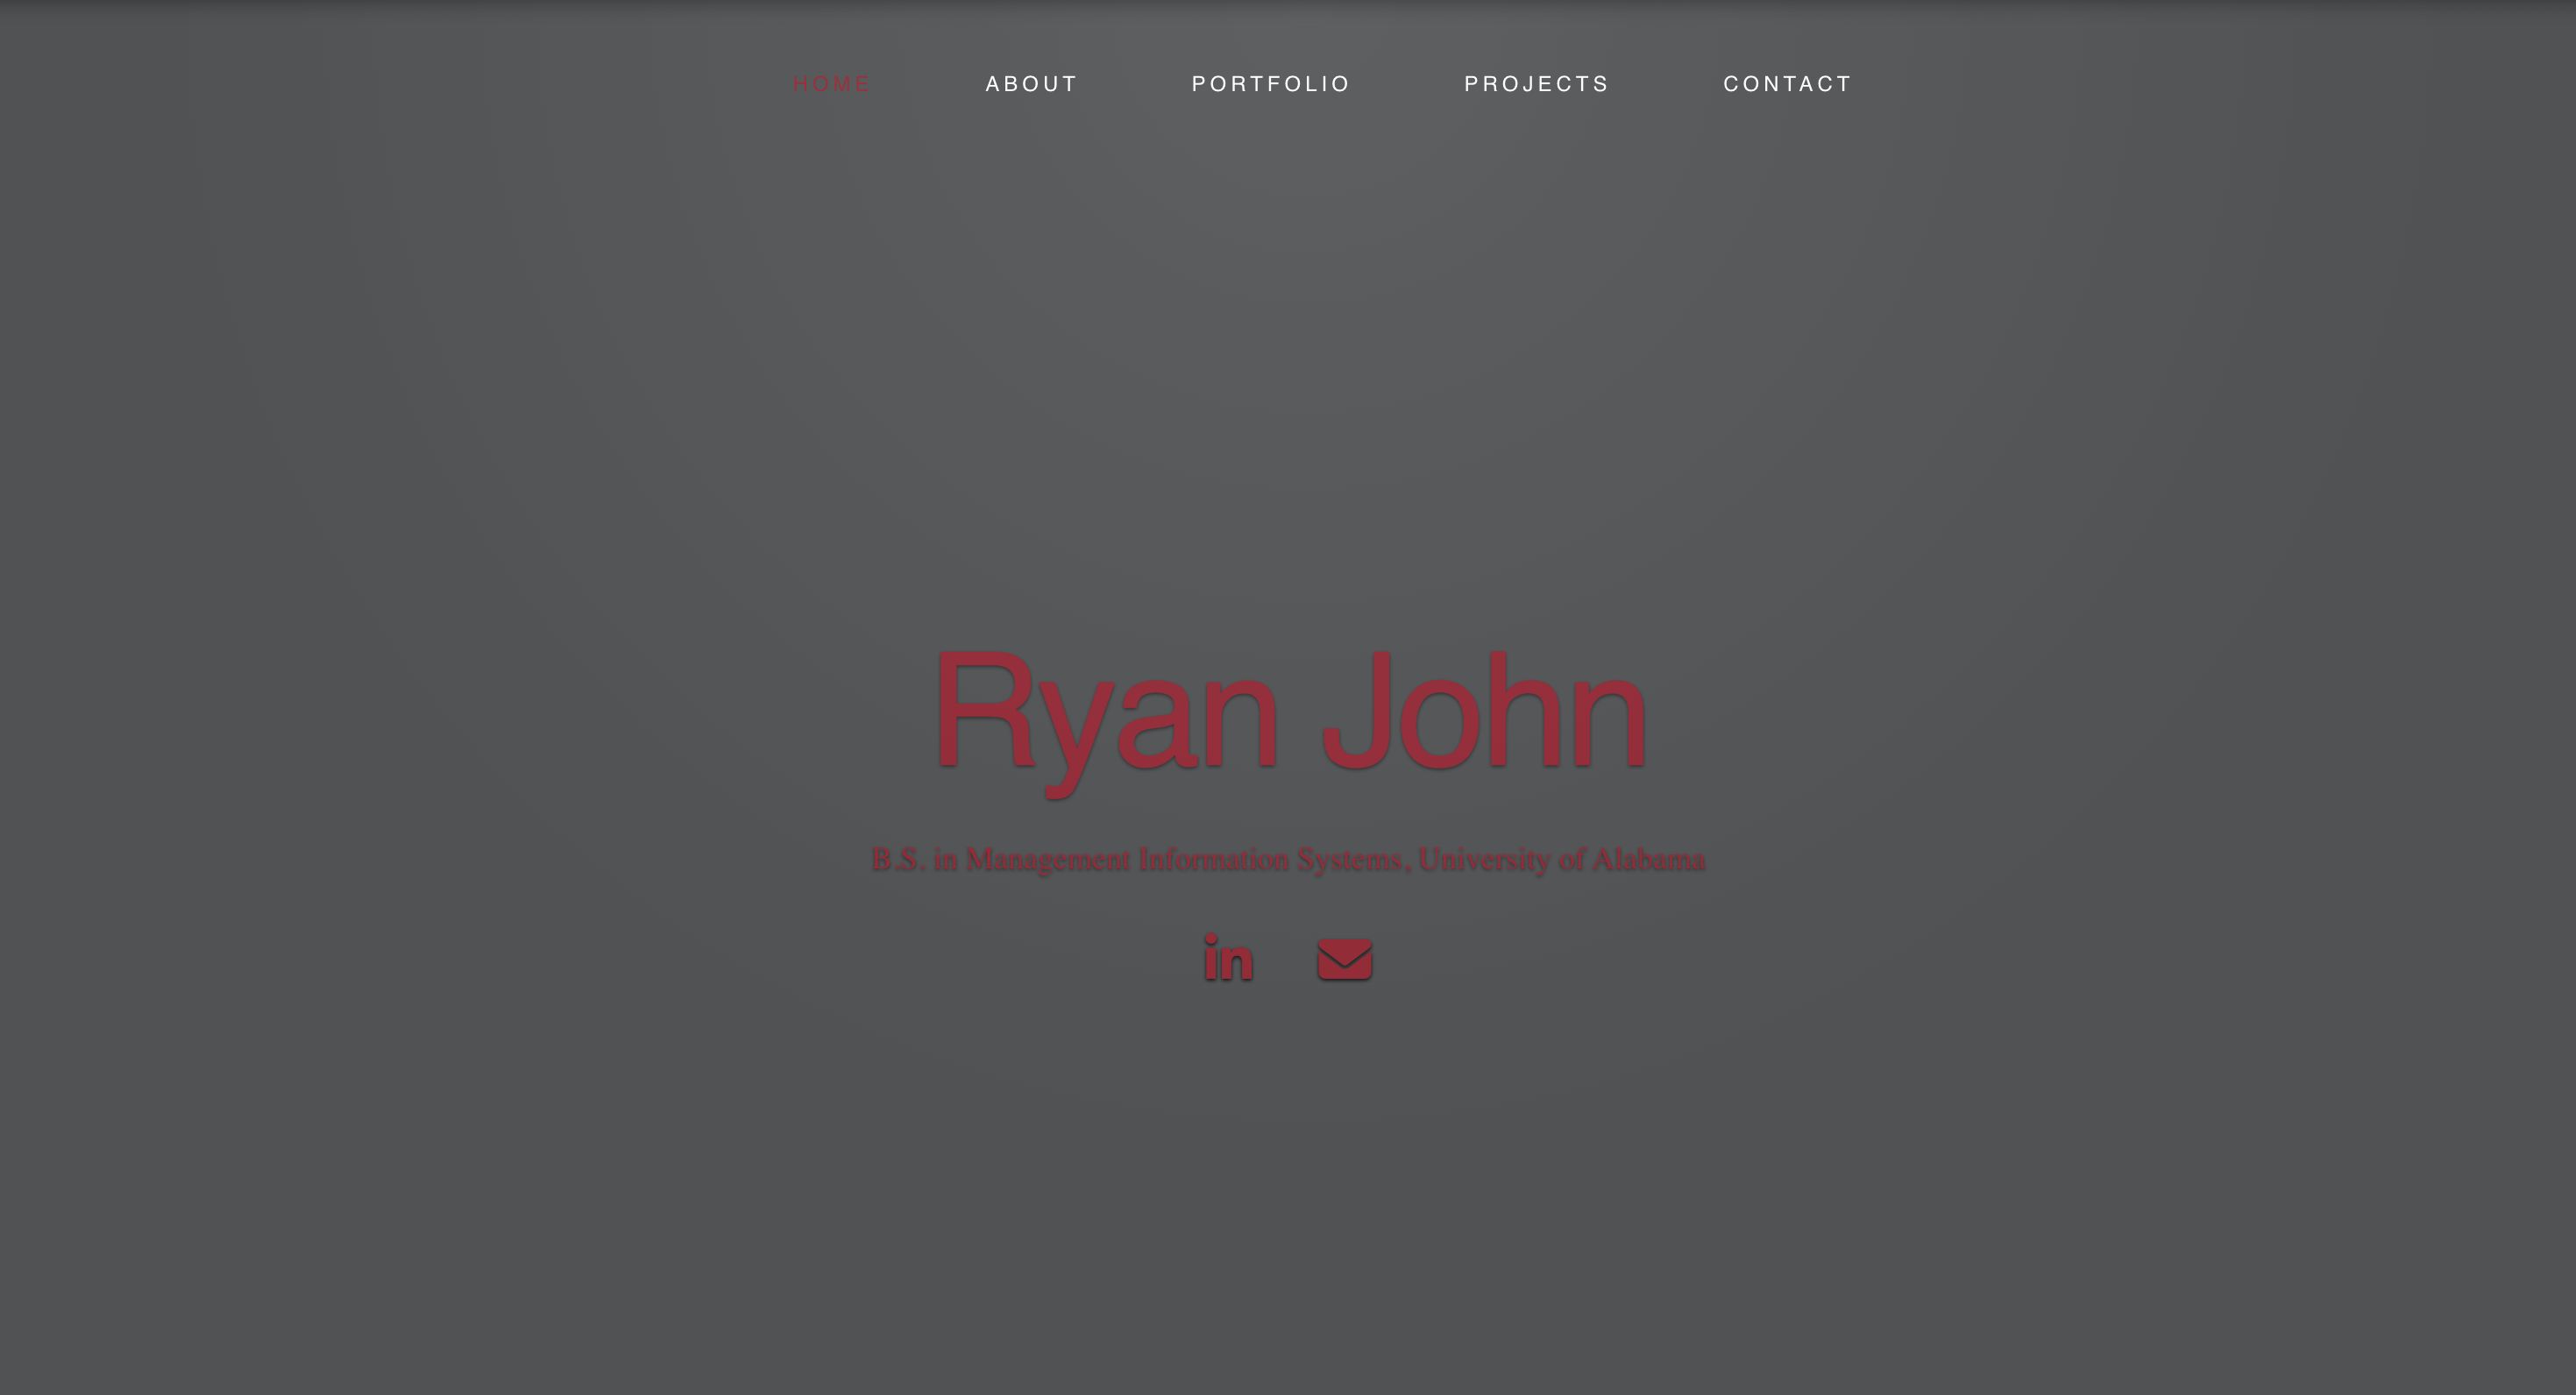 HOME ABOUT PORTFOLIO PROJECTS CONTACT
Ryan John
B.S. in Management Information Systems, University of Alabama
in